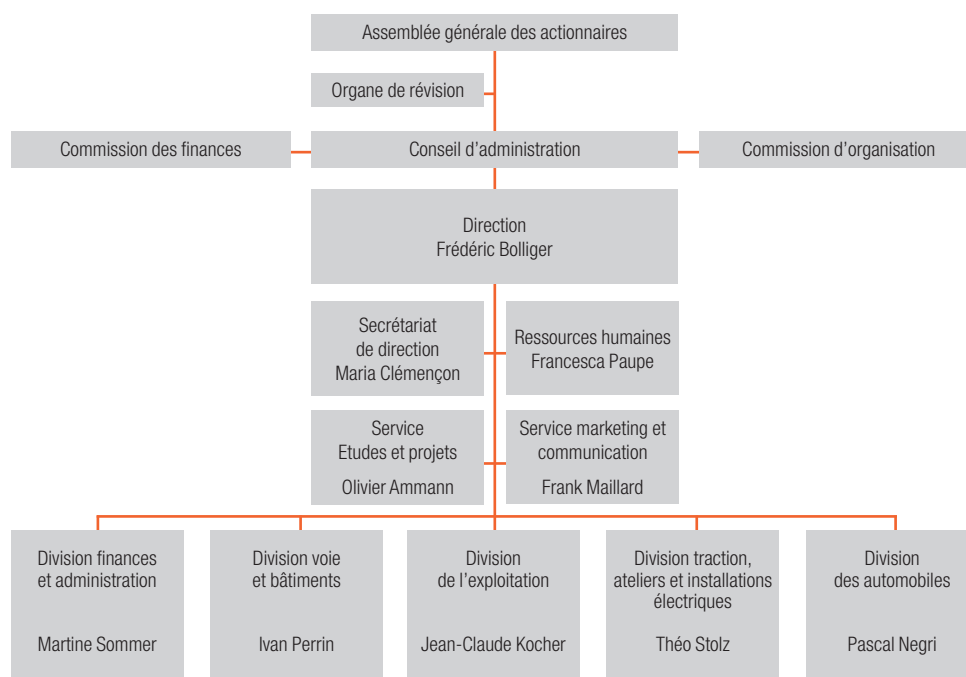 Assemblée générale des actionnaires
Organe de révision
Commission des finances
Conseil d'administration
Commission d'organisation
Direction
Frédéric Bolliger
Secrétariat
de direction
Maria Clémençon
Ressources humaines
Francesca Paupe
Service
Etudes et projets
Olivier Ammann
Service marketing et
communication
Frank Maillard
Division finances
et administration
Martine Sommer
Division voie
et bâtiments
Ivan Perrin
Division
de l'exploitation
Jean-Claude Kocher
Division traction,
ateliers et installations
électriques
Théo Stolz
Division
des automobiles
Pascal Negri